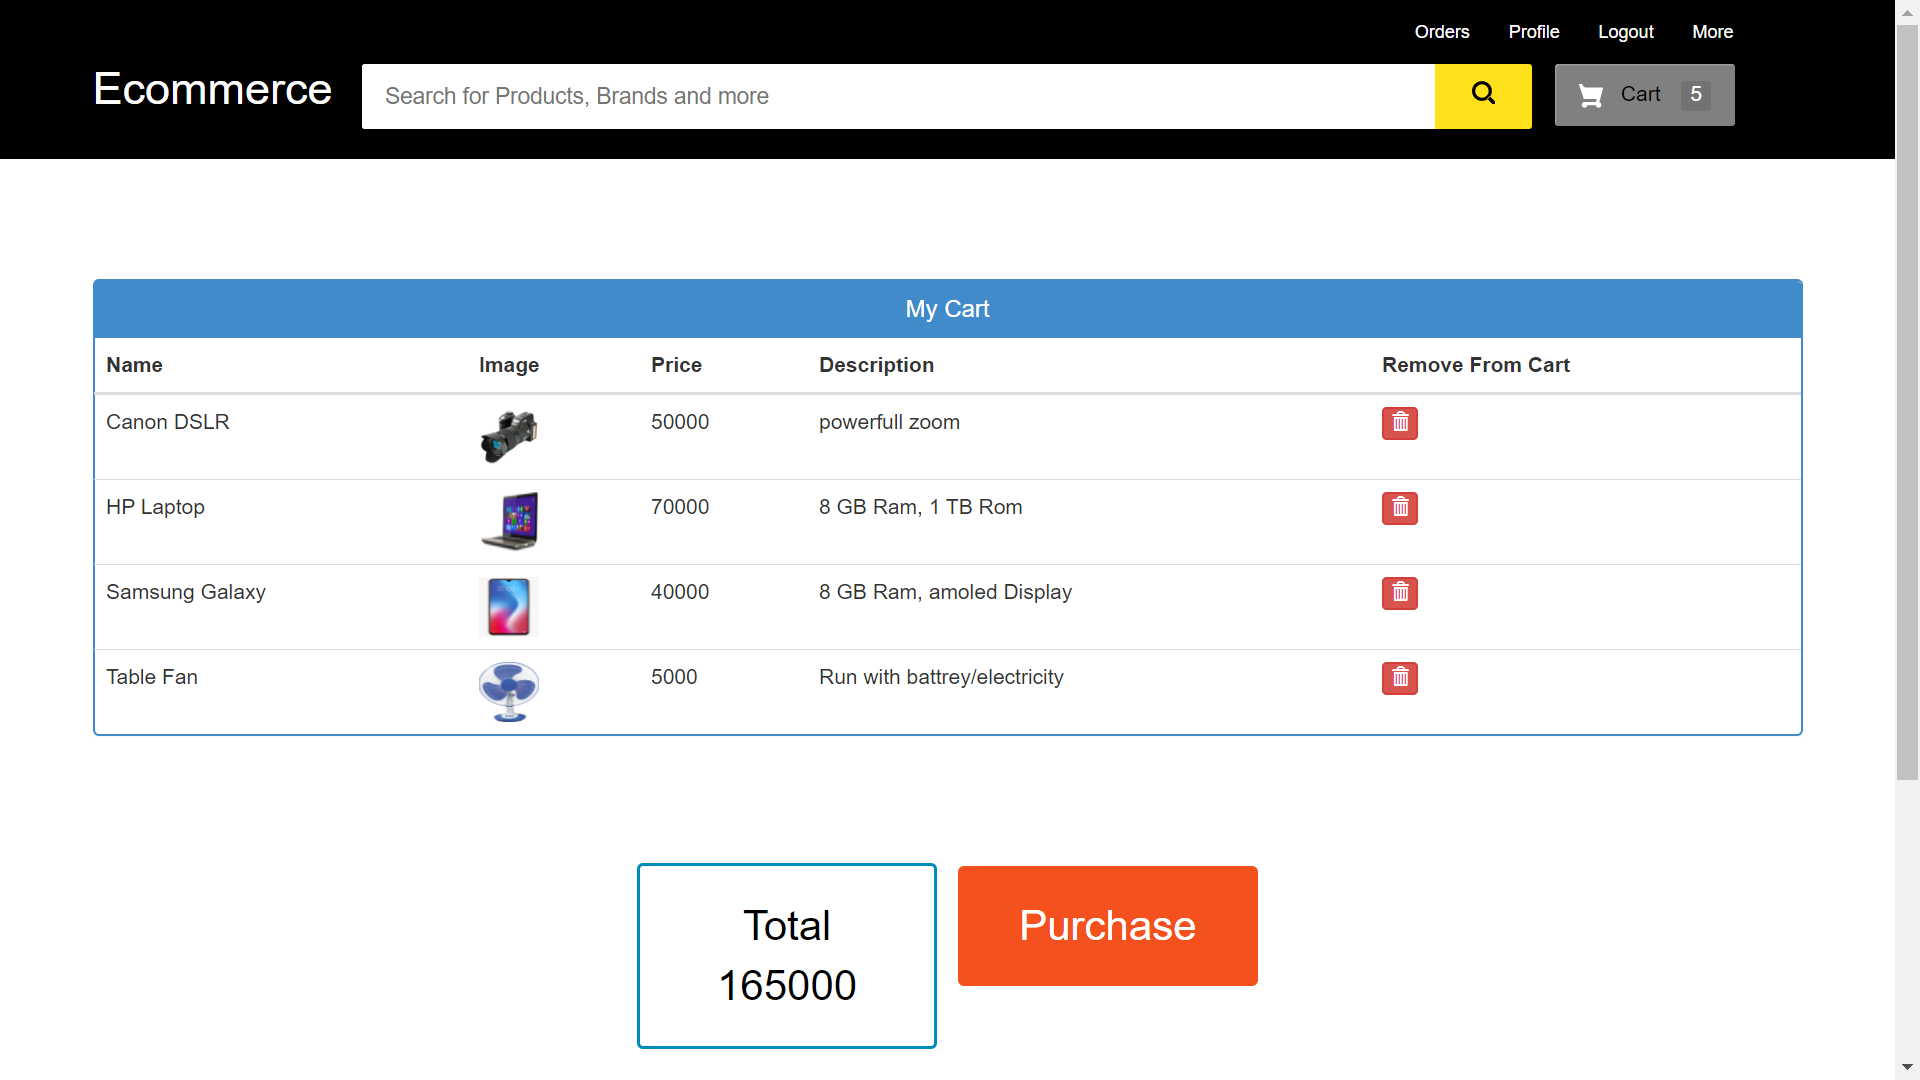 Orders Profile Logout More
Ecommerce Search for Products, Brands and more Cart 5
My Cart
Name Image Price Description Remove From Cart
Canon DSLR 50000 powerfull zoom
HP Laptop 70000 8 GB Ram, 1 TB Rom
Samsung Galaxy 40000 8 GB Ram, amoled Display
Table Fan 5000 Run with battrey/electricity
Total Purchase
165000